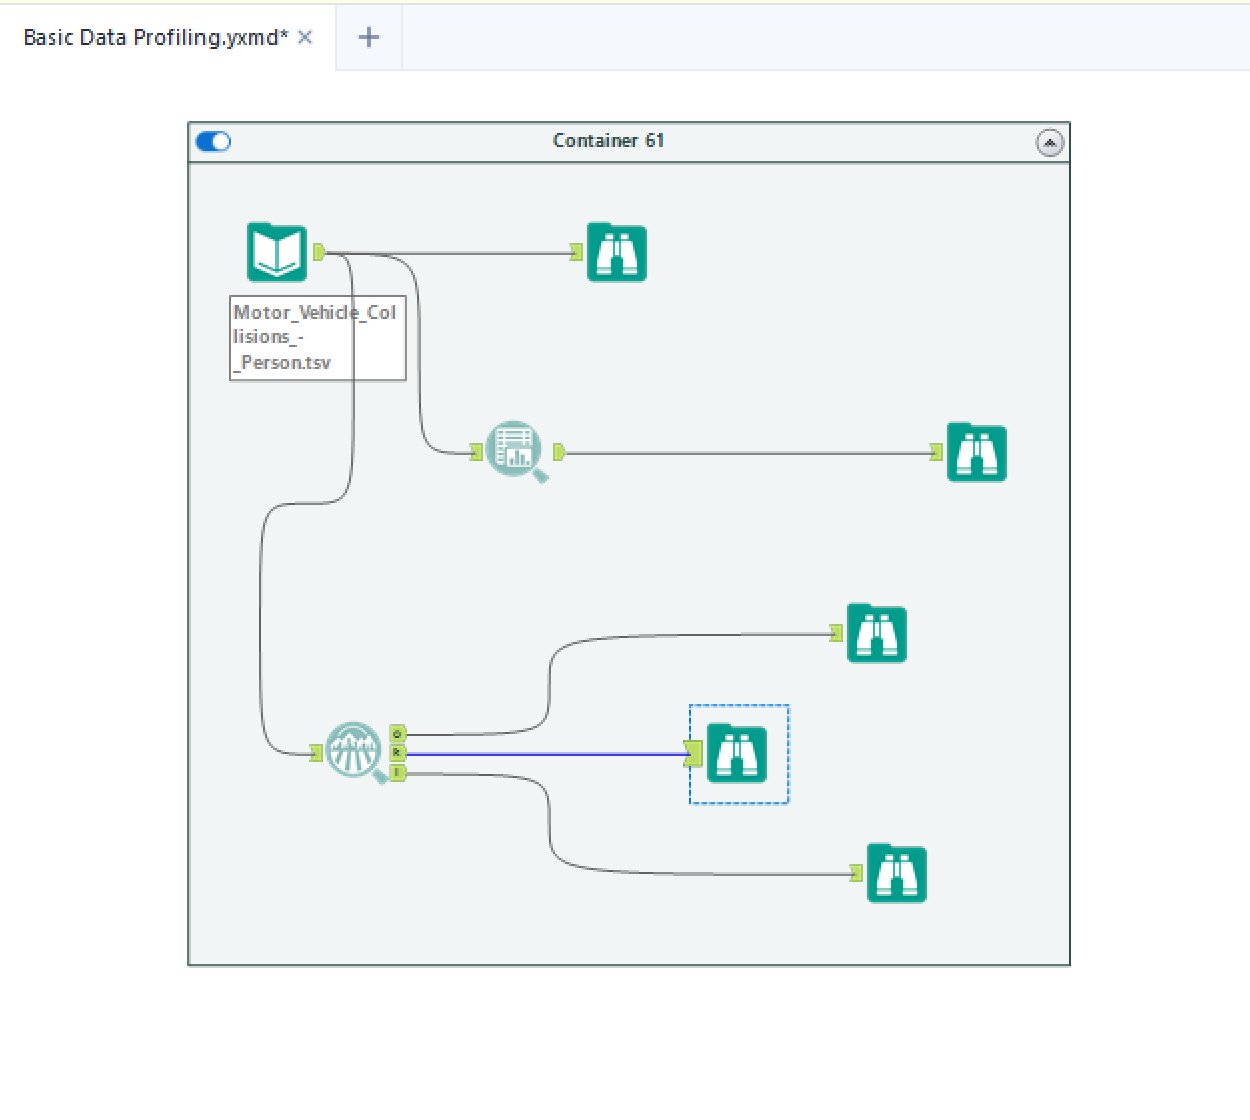 Basic Data Profiling.yxmd*
Container 61
Motor_Vehicle_Col
lisions_-
_Person.tsv
O
R
I